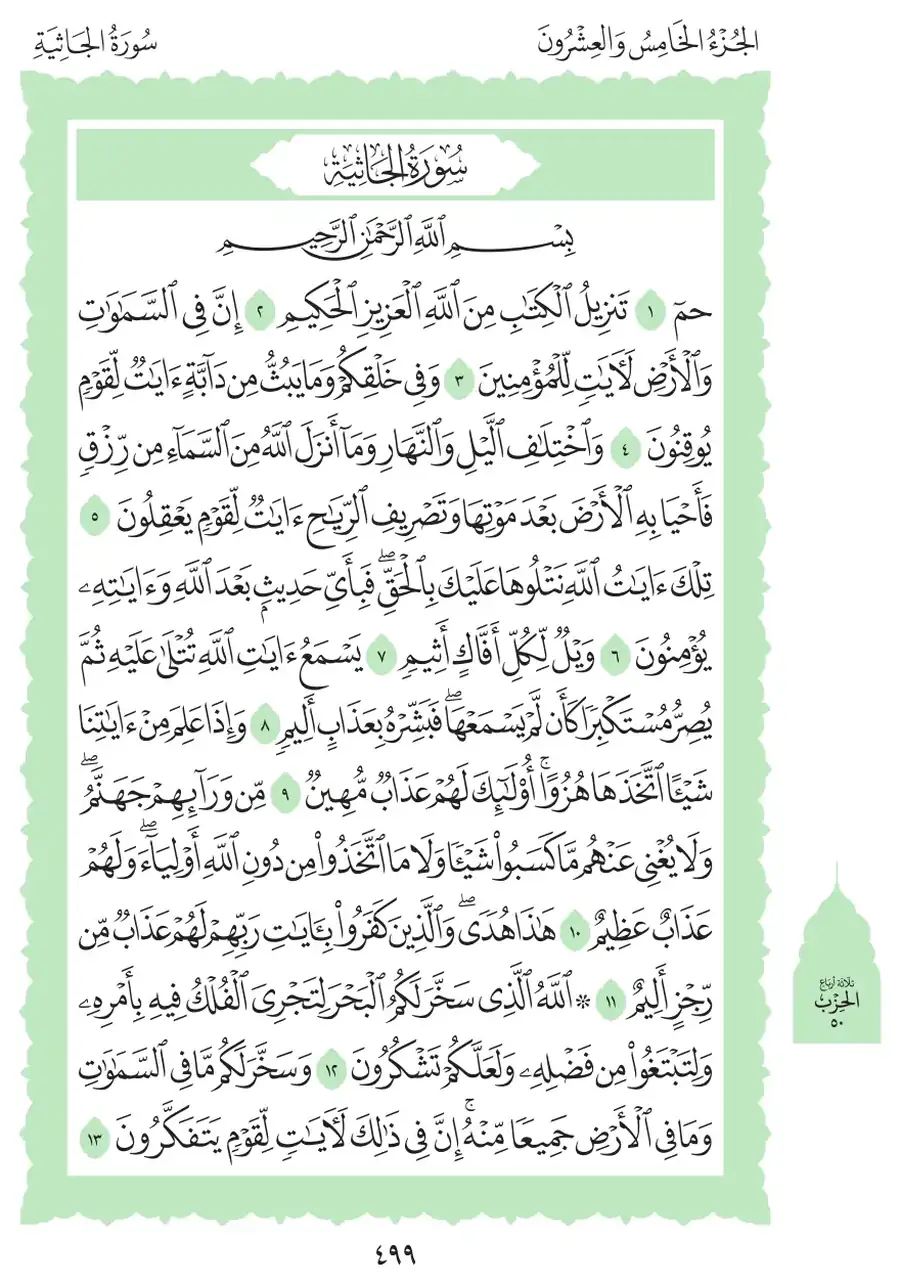 الجُزْءُ الخَامِسُ وَالعِشْرُونَ
سُورَةُ الجَاثِيَةِ
سُورَةُ الجَاثِيَةِ
بِسْمِ ٱللَّهِ ٱلرَّحْمَٰنِ ٱلرَّحِيمِ
حمٓ ١ تَنزِيلُ ٱلْكِتَٰبِ مِنَ ٱللَّهِ ٱلْعَزِيزِ ٱلْحَكِيمِ ٢ إِنَّ فِى ٱلسَّمَٰوَٰتِ
وَٱلْأَرْضِ لَءَايَٰتٍ لِّلْمُؤْمِنِينَ ٣ وَفِى خَلْقِكُمْ وَمَا يَبُثُّ مِن دَآبَّةٍ ءَايَٰتٌ لِّقَوْمٍ
يُوقِنُونَ ٤ وَٱخْتِلَٰفِ ٱلَّيْلِ وَٱلنَّهَارِ وَمَآ أَنزَلَ ٱللَّهُ مِنَ ٱلسَّمَآءِ مِن رِّزْقٍ
فَأَحْيَا بِهِ ٱلْأَرْضَ بَعْدَ مَوْتِهَا وَتَصْرِيفِ ٱلرِّيَٰحِ ءَايَٰتٌ لِّقَوْمٍ يَعْقِلُونَ ٥
تِلْكَ ءَايَٰتُ ٱللَّهِ نَتْلُوهَا عَلَيْكَ بِٱلْحَقِّۖ فَبِأَىِّ حَدِيثٍۭ بَعْدَ ٱللَّهِ وَءَايَٰتِهِۦ
يُؤْمِنُونَ ٦ وَيْلٌ لِّكُلِّ أَفَّاكٍ أَثِيمٍ ٧ يَسْمَعُ ءَايَٰتِ ٱللَّهِ تُتْلَىٰ عَلَيْهِ ثُمَّ
يُصِرُّ مُسْتَكْبِرًا كَأَن لَّمْ يَسْمَعْهَاۖ فَبَشِّرْهُ بِعَذَابٍ أَلِيمٍ ٨ وَإِذَا عَلِمَ مِنْ ءَايَٰتِنَا
شَيْـًٔا ٱتَّخَذَهَا هُزُوًاۚ أُو۟لَٰٓئِكَ لَهُمْ عَذَابٌ مُّهِينٌ ٩ مِّن وَرَآئِهِمْ جَهَنَّمُۖ
وَلَا يُغْنِى عَنْهُم مَّا كَسَبُوا۟ شَيْـًٔا وَلَا مَا ٱتَّخَذُوا۟ مِن دُونِ ٱللَّهِ أَوْلِيَآءَۖ وَلَهُمْ
عَذَابٌ عَظِيمٌ ١٠ هَٰذَا هُدًىۖ وَٱلَّذِينَ كَفَرُوا۟ بِـَٔايَٰتِ رَبِّهِمْ لَهُمْ عَذَابٌ مِّن
رِّجْزٍ أَلِيمٌ ١١ ۞ ٱللَّهُ ٱلَّذِى سَخَّرَ لَكُمُ ٱلْبَحْرَ لِتَجْرِىَ ٱلْفُلْكُ فِيهِ بِأَمْرِهِۦ
وَلِتَبْتَغُوا۟ مِن فَضْلِهِۦ وَلَعَلَّكُمْ تَشْكُرُونَ ١٢ وَسَخَّرَ لَكُم مَّا فِى ٱلسَّمَٰوَٰتِ
وَمَا فِى ٱلْأَرْضِ جَمِيعًا مِّنْهُۚ إِنَّ فِى ذَٰلِكَ لَءَايَٰتٍ لِّقَوْمٍ يَتَفَكَّرُونَ ١٣
ثلاثة أرباع
الحِزْب
٥٠
٤٩٩